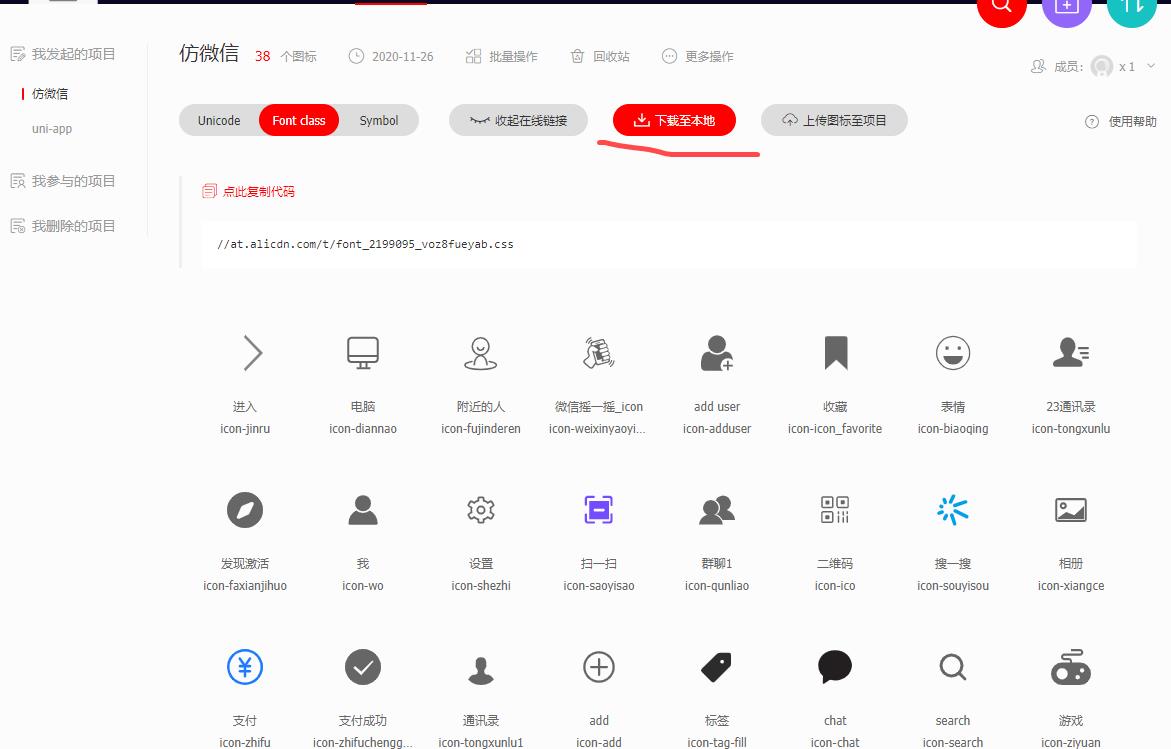 我发起的项目
仿微信
uni-app
我参与的项目
我删除的项目
仿微信 38 个图标 2020-11-26 批量操作 回收站 更多操作
成员: x 1
Unicode Font class Symbol 收起在线链接 下载至本地 上传图标至项目 使用帮助
点此复制代码
//at.alicdn.com/t/font_2199095_voz8fueyab.css
进入 电脑 附近的人 微信摇一摇_icon add user 收藏 表情 23通讯录
icon-jinru icon-diannao icon-fujinderen icon-weixinyaoyi... icon-adduser icon-icon_favorite icon-biaoqing icon-tongxunlu
发现激活 我 设置 扫一扫 群聊1 二维码 搜一搜 相册
icon-faxianjihuo icon-wo icon-shezhi icon-saoyisao icon-qunliao icon-ico icon-souyisou icon-xiangce
支付 支付成功 通讯录 add 标签 chat search 游戏
icon-zhifu icon-zhifuchengg... icon-tongxunlu1 icon-add icon-tag-fill icon-chat icon-search icon-ziyuan